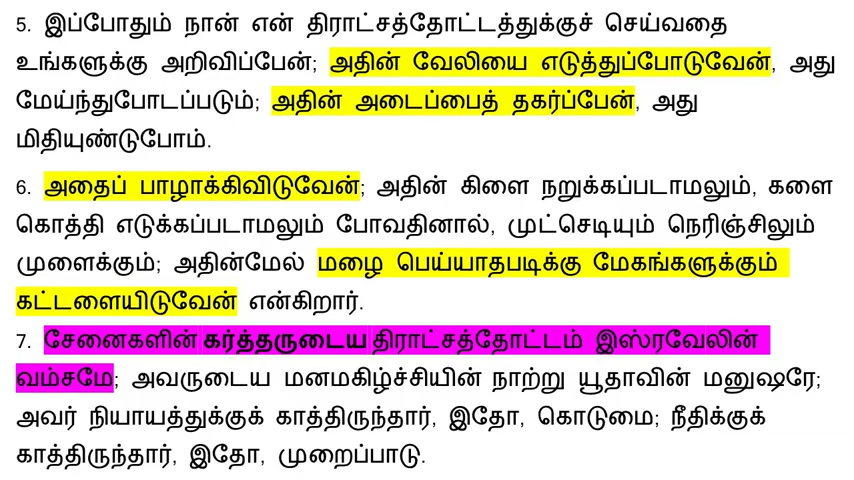 5. இப்போதும் நான் என் திராட்சத்தோட்டத்துக்குச் செய்வதை
உங்களுக்கு அறிவிப்பேன்; அதின் வேலியை எடுத்துப்போடுவேன், அது
மேய்ந்துபோடப்படும்; அதின் அடைப்பைத் தகர்ப்பேன், அது
மிதியுண்டுபோம்.
6. அதைப் பாழாக்கிவிடுவேன்; அதின் கிளை நறுக்கப்படாமலும், களை
கொத்தி எடுக்கப்படாமலும் போவதினால், முட்செடியும் நெரிஞ்சிலும்
முளைக்கும்; அதின்மேல் மழை பெய்யாதபடிக்கு மேகங்களுக்கும்
கட்டளையிடுவேன் என்கிறார்.
7. சேனைகளின் கர்த்தருடைய திராட்சத்தோட்டம் இஸ்ரவேலின்
வம்சமே; அவருடைய மனமகிழ்ச்சியின் நாற்று யூதாவின் மனுஷரே;
அவர் நியாயத்துக்குக் காத்திருந்தார், இதோ, கொடுமை; நீதிக்குக்
காத்திருந்தார், இதோ, முறைப்பாடு.